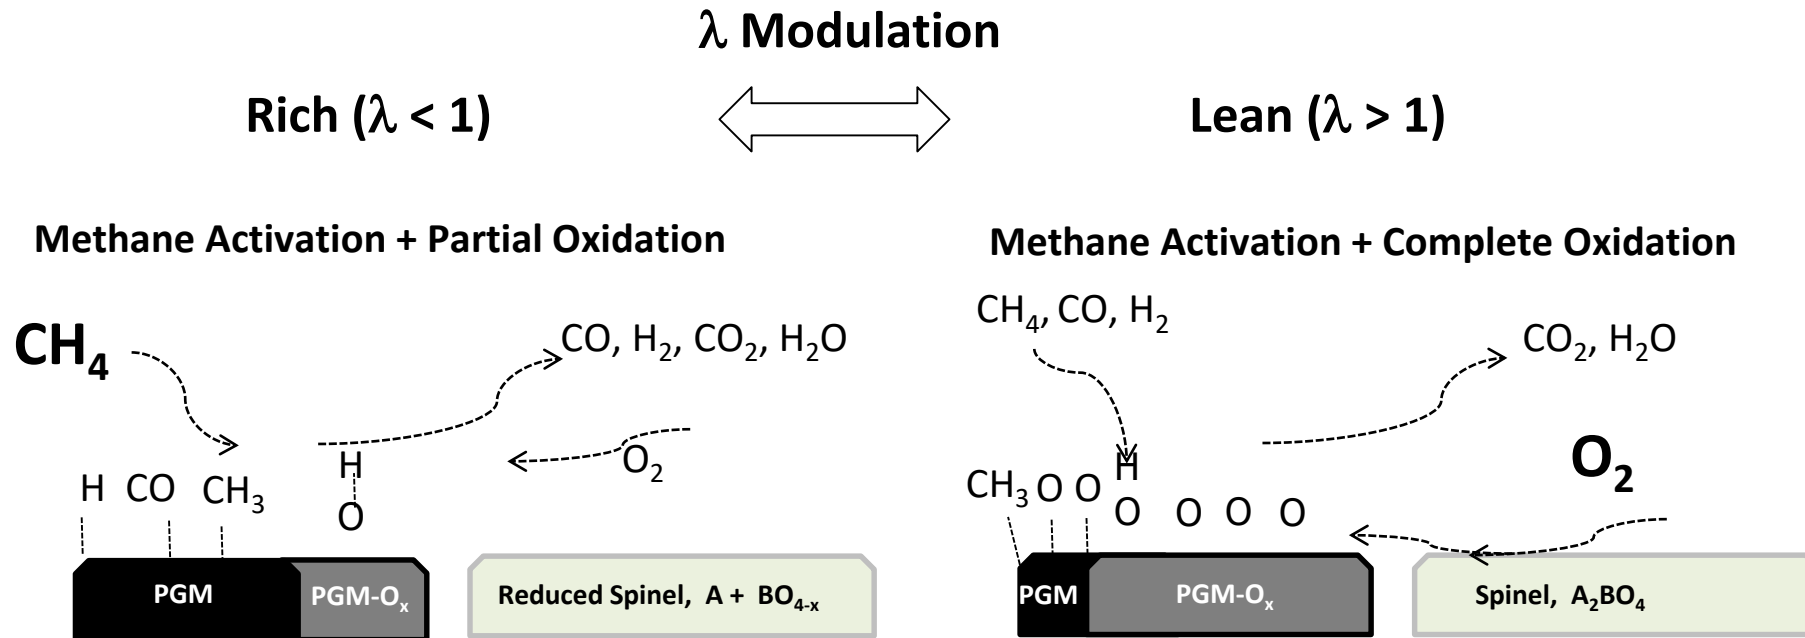 λ Modulation
Rich (λ < 1)
Lean (λ > 1)
Methane Activation + Partial Oxidation
CH₄
CO, H₂, CO₂, H₂O
O₂
H
O
H CO CH₃
PGM
PGM-Oₓ
Reduced Spinel, A + BO₄₋ₓ
Methane Activation + Complete Oxidation
CH₄, CO, H₂
CO₂, H₂O
O₂
H
CH₃ O O
O O O O
PGM
PGM-Oₓ
Spinel, A₂BO₄